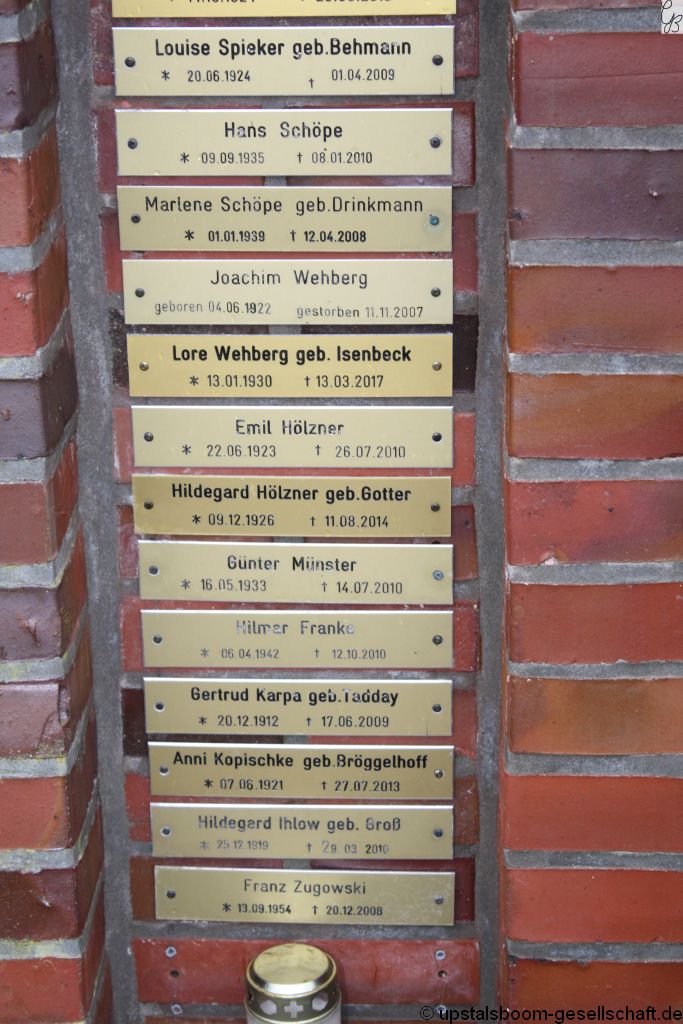 Louise Spieker geb.Behmann
* 20.06.1924 † 01.04.2009
Hans Schöpe
* 09.09.1935 † 08.01.2010
Marlene Schöpe geb.Drinkmann
* 01.01.1939 † 12.04.2008
Joachim Wehberg
geboren 04.06.1922 gestorben 11.11.2007
Lore Wehberg geb. Isenbeck
* 13.01.1930 † 13.03.2017
Emil Hölzner
* 22.06.1923 † 26.07.2010
Hildegard Hölzner geb.Gotter
* 09.12.1926 † 11.08.2014
Günter Münster
* 16.05.1933 † 14.07.2010
Hilmar Franke
* 06.04.1942 † 12.10.2010
Gertrud Karpa geb.Tadday
* 20.12.1912 † 17.06.2009
Anni Kopischke geb.Bröggelhoff
* 07.06.1921 † 27.07.2013
Hildegard Ihlow geb. Groß
* 25.12.1919 † 29.03.2010
Franz Zugowski
* 13.09.1954 † 20.12.2008
© upstalsboom-gesellschaft.de